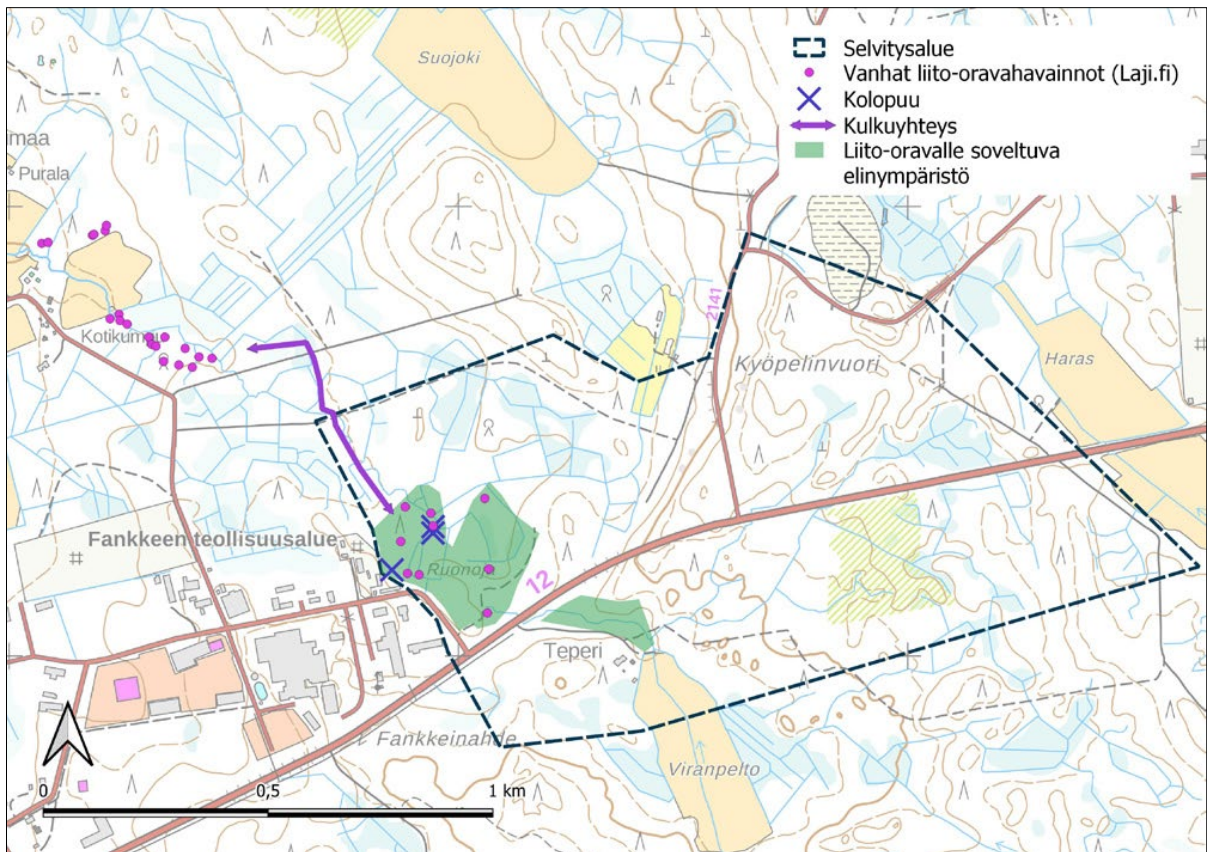 Suojoki
Selvitysalue
Vanhat liito-oravahavainnot (Laji.fi)
Kolopuu
Kulkuyhteys
Liito-oravalle soveltuva
elinympäristö
maa
Purala
2141
Kotikumpu
Kyöpelinvuori
Haras
Fankkeen teollisuusalue
12
Teperi
Fankkeinahde
Viranpelto
0
0,5
1 km